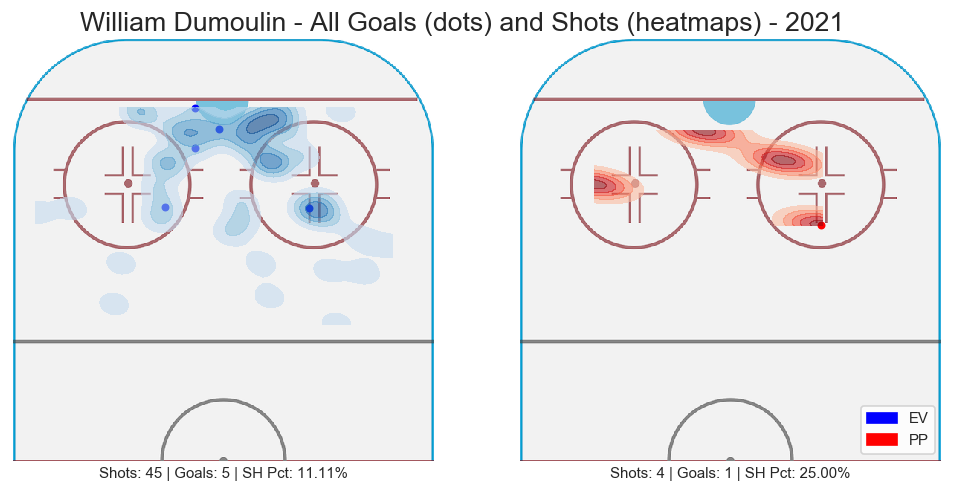 William Dumoulin - All Goals (dots) and Shots (heatmaps) - 2021
EV
PP
Shots: 45 | Goals: 5 | SH Pct: 11.11%
Shots: 4 | Goals: 1 | SH Pct: 25.00%